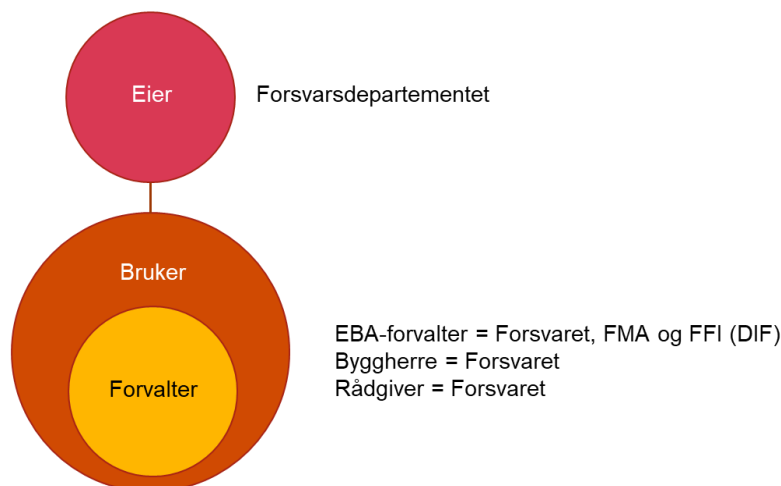 Eier
Forsvarsdepartementet
Bruker
Forvalter
EBA-forvalter = Forsvaret, FMA og FFI (DIF)
Byggherre = Forsvaret
Rådgiver = Forsvaret